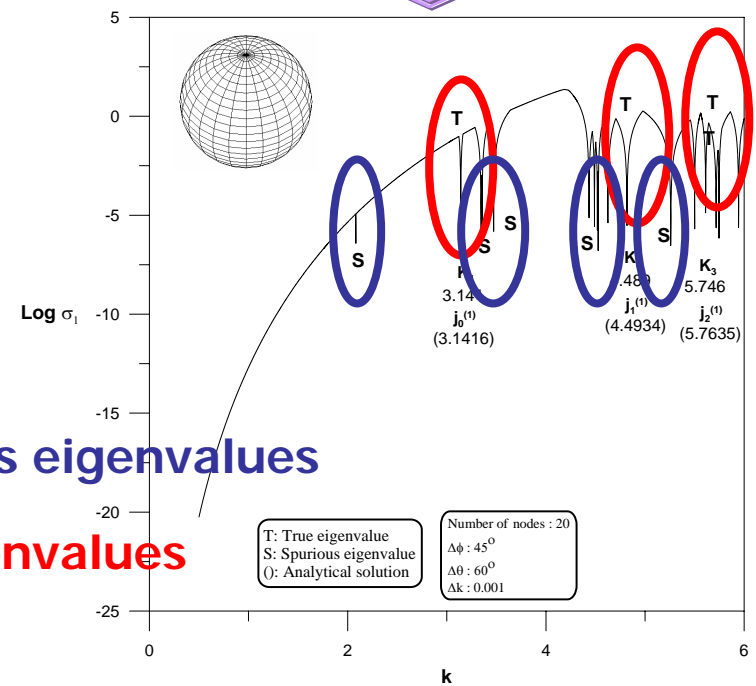 5
0
-5
-10
-15
-20
-25
Log σ₁
T
T
T
T
S
S
S
S
S
3.14
j₀⁽¹⁾
(3.1416)
K
.489
j₁⁽¹⁾
(4.4934)
K₃
5.746
j₂⁽¹⁾
(5.7635)
s eigenvalues
nvalues
T: True eigenvalue
S: Spurious eigenvalue
(): Analytical solution
Number of nodes : 20
Δϕ : 45°
Δθ : 60°
Δk : 0.001
0 2 4 6
k